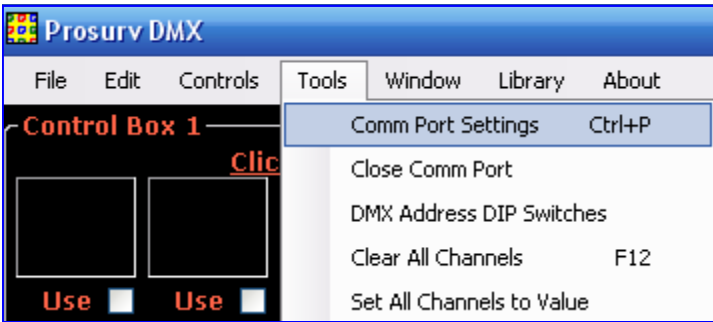 Prosurv DMX
File Edit Controls Tools Window Library About
Control Box 1
Clic
Use Use
Comm Port Settings Ctrl+P
Close Comm Port
DMX Address DIP Switches
Clear All Channels F12
Set All Channels to Value